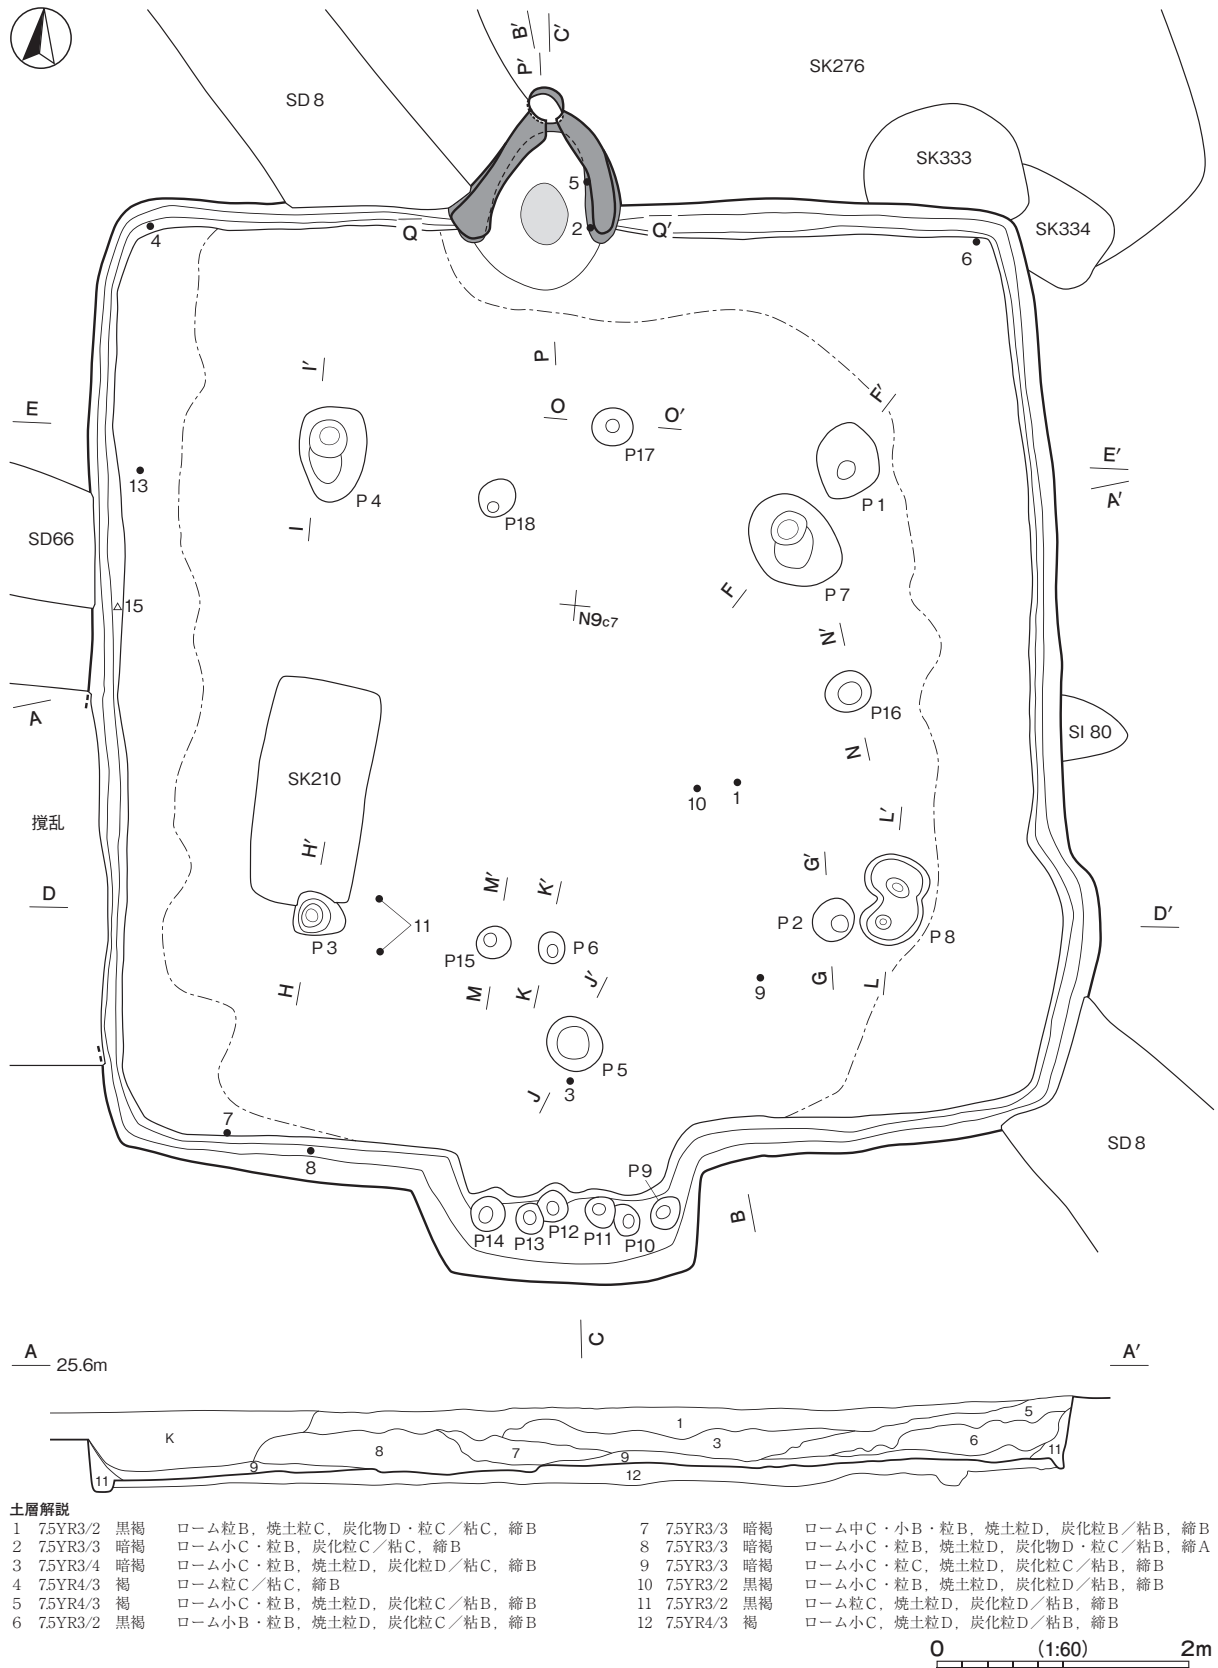 B′ C′
P′
SK276
SD 8
SK333
5
SK334
4
Q
2
Q′
6
I′
P
F′
E
O
O′
P17
E′
13
P 4
P18
P 1
A′
I
SD66
F
P 7
15
N9c7
N′
P16
A
SI 80
SK210
N
10
1
撹乱
L′
H′
G′
D
M′
K′
11
P 2
D′
P 3
P15
P 6
P 8
J′
H
M
K
9
G
L
P 5
J
3
7
8
SD 8
P9
B
P14
P13
P12
P11
P10
C
A
25.6m
A′
1
5
K
8
7
3
6
9
9
11
11
12
土層解説
1 7.5YR3/2 黒褐 ローム粒B，焼土粒C，炭化物D・粒C／粘C，締B
2 7.5YR3/3 暗褐 ローム小C・粒B，炭化粒C／粘C，締B
3 7.5YR3/4 暗褐 ローム小C・粒B，焼土粒D，炭化粒D／粘C，締B
4 7.5YR4/3 褐 ローム粒C／粘C，締B
5 7.5YR4/3 褐 ローム小C・粒B，焼土粒D，炭化粒C／粘B，締B
6 7.5YR3/2 黒褐 ローム小B・粒B，焼土粒D，炭化粒C／粘B，締B
7 7.5YR3/3 暗褐 ローム中C・小B・粒B，焼土粒D，炭化粒B／粘B，締B
8 7.5YR3/3 暗褐 ローム小C・粒B，焼土粒D，炭化物D・粒C／粘B，締A
9 7.5YR3/3 暗褐 ローム小C・粒C，焼土粒D，炭化粒C／粘B，締B
10 7.5YR3/2 黒褐 ローム小C・粒B，焼土粒D，炭化粒D／粘B，締B
11 7.5YR3/2 黒褐 ローム粒C，焼土粒D，炭化粒D／粘B，締B
12 7.5YR4/3 褐 ローム小C，焼土粒D，炭化粒D／粘B，締B
0 (1:60) 2m